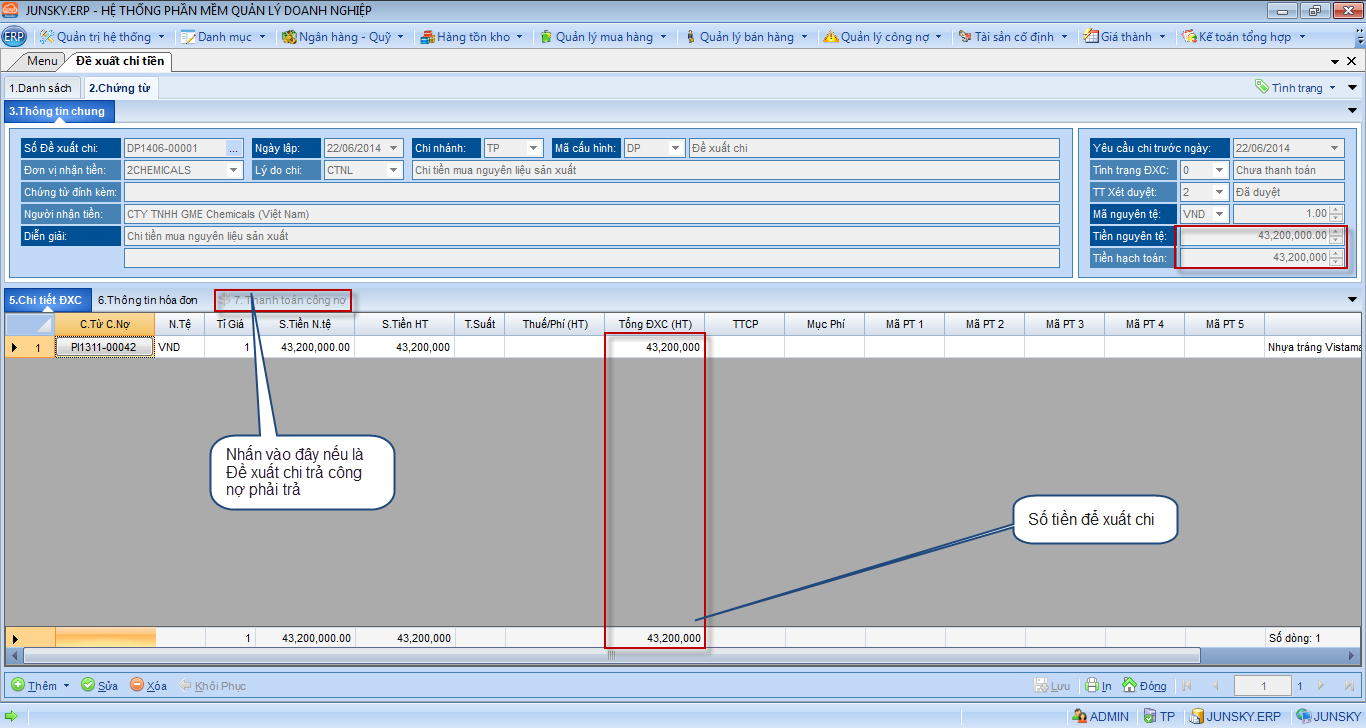 JUNSKY.ERP - HỆ THỐNG PHẦN MỀM QUẢN LÝ DOANH NGHIỆP
ERP Quản trị hệ thống Danh mục Ngân hàng - Quỹ Hàng tồn kho Quản lý mua hàng Quản lý bán hàng Quản lý công nợ Tài sản cố định Giá thành Kế toán tổng hợp
Menu Đề xuất chi tiền
1.Danh sách 2.Chứng từ Tình trạng
3.Thông tin chung
Số Đề xuất chi: DP1406-00001 ... Ngày lập: 22/06/2014 Chi nhánh: TP Mã cấu hình: DP Đề xuất chi Yêu cầu chi trước ngày: 22/06/2014
Đơn vị nhận tiền: 2CHEMICALS Lý do chi: CTNL Chi tiền mua nguyên liệu sản xuất Tình trạng ĐXC: 0 Chưa thanh toán
Chứng từ đính kèm: TT Xét duyệt: 2 Đã duyệt
Người nhận tiền: CTY TNHH GME Chemicals (Việt Nam) Mã nguyên tệ: VND 1.00
Diễn giải: Chi tiền mua nguyên liệu sản xuất Tiền nguyên tệ: 43,200,000.00
Tiền hạch toán: 43,200,000
5.Chi tiết ĐXC 6.Thông tin hóa đơn 7. Thanh toán công nợ
C.Từ C.Nợ N.Tệ Tỉ Giá S.Tiền N.tệ S.Tiền HT T.Suất Thuế/Phí (HT) Tổng ĐXC (HT) TTCP Mục Phí Mã PT 1 Mã PT 2 Mã PT 3 Mã PT 4 Mã PT 5
1 PI1311-00042 VND 1 43,200,000.00 43,200,000 43,200,000 Nhựa tráng Vistama
Nhấn vào đây nếu là
Đề xuất chi trả công
nợ phải trả
Số tiền để xuất chi
1 43,200,000.00 43,200,000 43,200,000 Số dòng: 1
Thêm Sửa Xóa Khôi Phục Lưu In Đóng 1 1
ADMIN TP JUNSKY.ERP JUNSKY